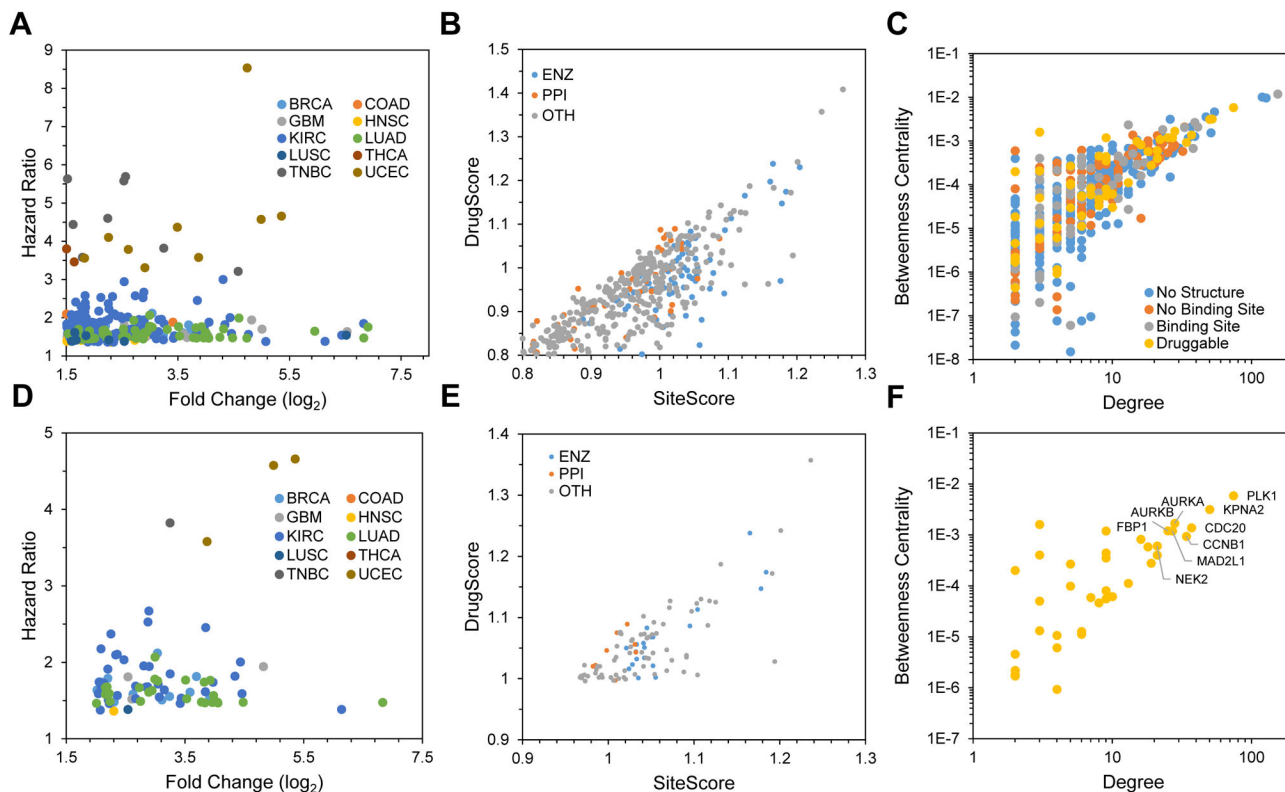 A
Hazard Ratio
9
8
7
6
5
4
3
2
1
BRCA COAD
GBM HNSC
KIRC LUAD
LUSC THCA
TNBC UCEC
1.5 3.5 5.5 7.5
Fold Change (log2)
B
DrugScore
1.5
1.4
1.3
1.2
1.1
1
0.9
0.8
ENZ
PPI
OTH
0.8 0.9 1 1.1 1.2 1.3
SiteScore
C
Betweenness Centrality
1E-1
1E-2
1E-3
1E-4
1E-5
1E-6
1E-7
1E-8
No Structure
No Binding Site
Binding Site
Druggable
1 10 100
Degree
D
Hazard Ratio
5
4
3
2
1
BRCA COAD
GBM HNSC
KIRC LUAD
LUSC THCA
TNBC UCEC
1.5 3.5 5.5 7.5
Fold Change (log2)
E
DrugScore
1.5
1.4
1.3
1.2
1.1
1
0.9
ENZ
PPI
OTH
0.9 1 1.1 1.2 1.3
SiteScore
F
Betweenness Centrality
1E-1
1E-2
1E-3
1E-4
1E-5
1E-6
1E-7
PLK1
AURKA
KPNA2
AURKB
FBP1
CDC20
CCNB1
MAD2L1
NEK2
1 10 100
Degree